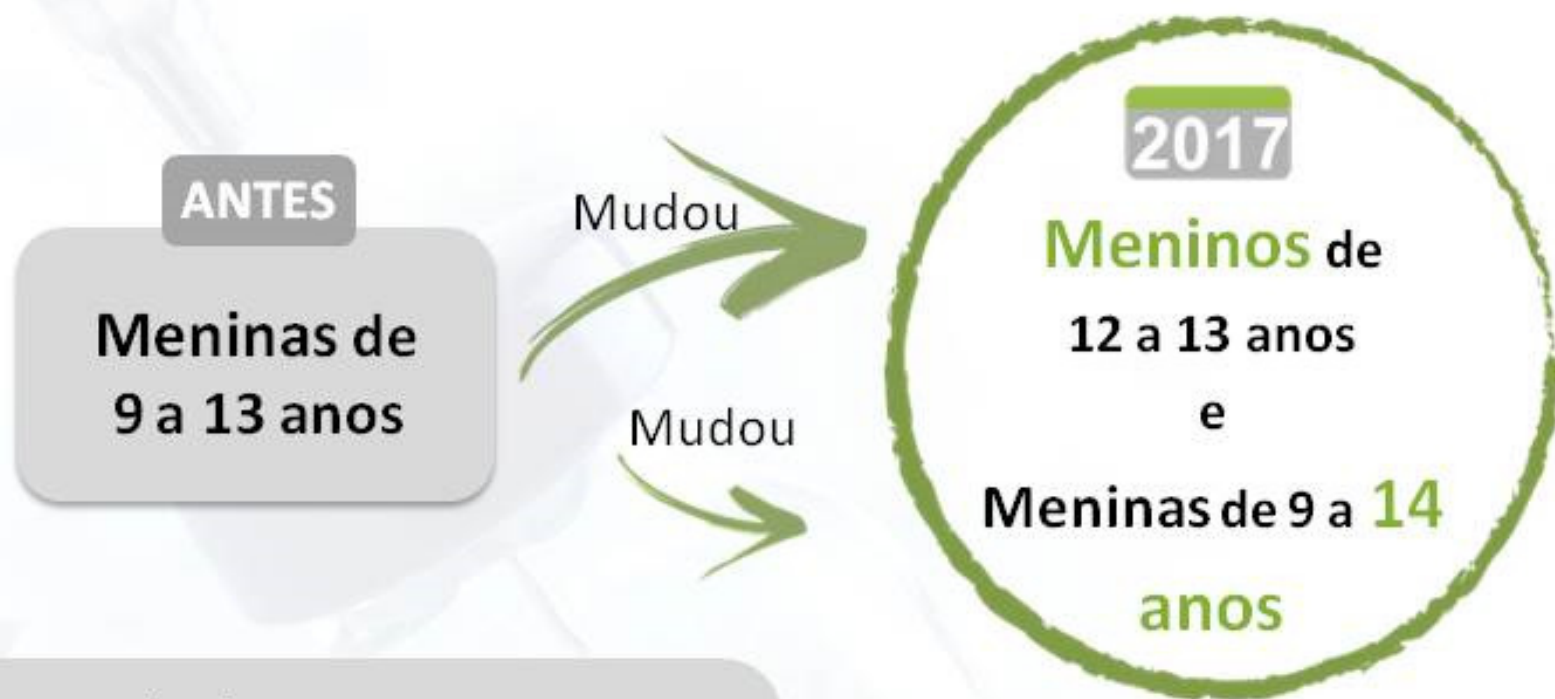 ANTES
Meninas de
9 a 13 anos
Mudou
Mudou
2017
Meninos de
12 a 13 anos
e
Meninas de 9 a 14
anos